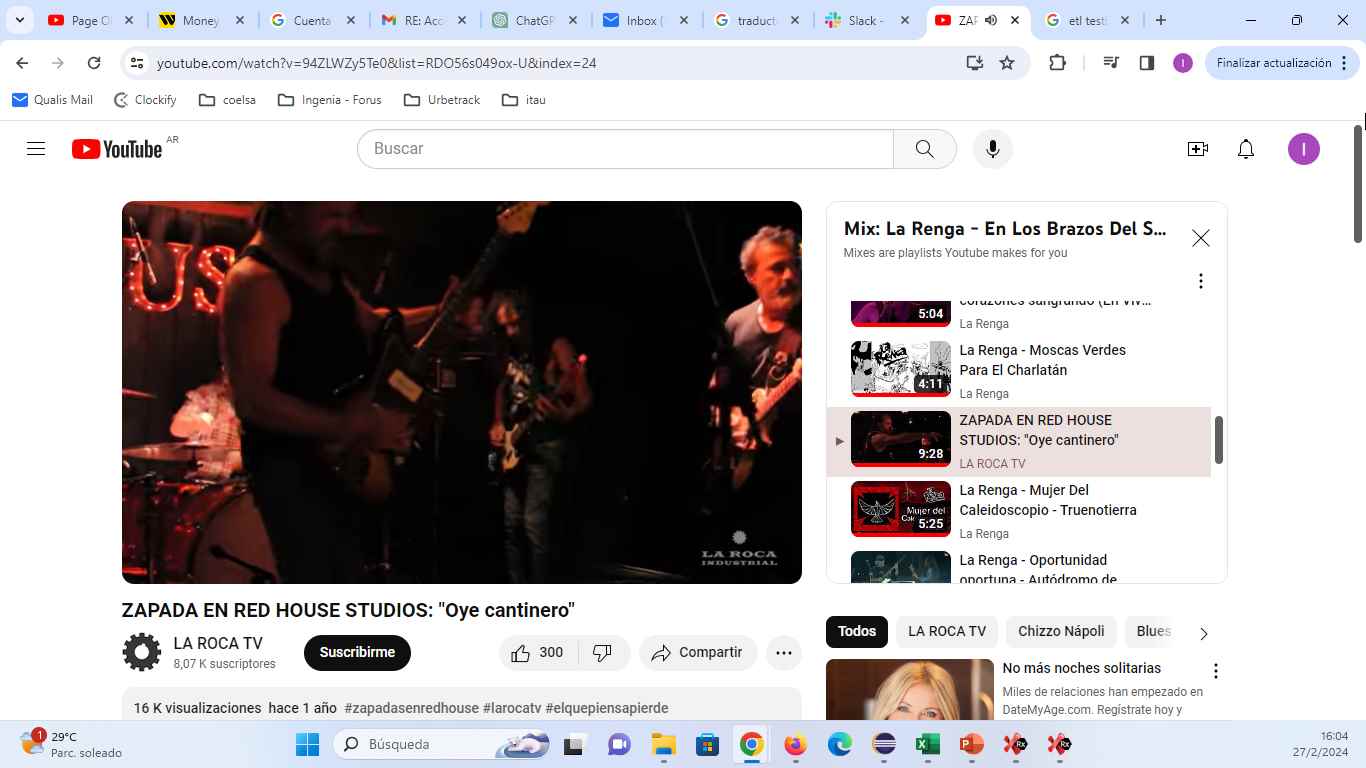 Page O
Money
Cuenta
RE: Acc
ChatGP
Inbox (
traducto
Slack -
ZAP
etl testi
youtube.com/watch?v=94ZLWZy5Te0&list=RDO56s049ox-U&index=24
Finalizar actualización
Qualis Mail
Clockify
coelsa
Ingenia - Forus
Urbetrack
itau
YouTube AR
Buscar
I
US
LA ROCA
INDUSTRIAL
Mix: La Renga - En Los Brazos Del S...
Mixes are playlists Youtube makes for you
corazones sangrando (En Viv...
5:04
La Renga
La Renga - Moscas Verdes
Para El Charlatán
4:11
La Renga
ZAPADA EN RED HOUSE
STUDIOS: "Oye cantinero"
9:28
LA ROCA TV
La Renga - Mujer Del
Caleidoscopio - Truenotierra
5:25
La Renga
La Renga - Oportunidad
oportuna - Autódromo de
ZAPADA EN RED HOUSE STUDIOS: "Oye cantinero"
LA ROCA TV
8,07 K suscriptores
Suscribirme
300
Compartir
16 K visualizaciones hace 1 año #zapadasenredhouse #larocatv #elquepiensapierde
Todos
LA ROCA TV
Chizzo Nápoli
Blues
No más noches solitarias
Miles de relaciones han empezado en
DateMyAge.com. Regístrate hoy y
1
29°C
Parc. soleado
Búsqueda
16:04
27/2/2024